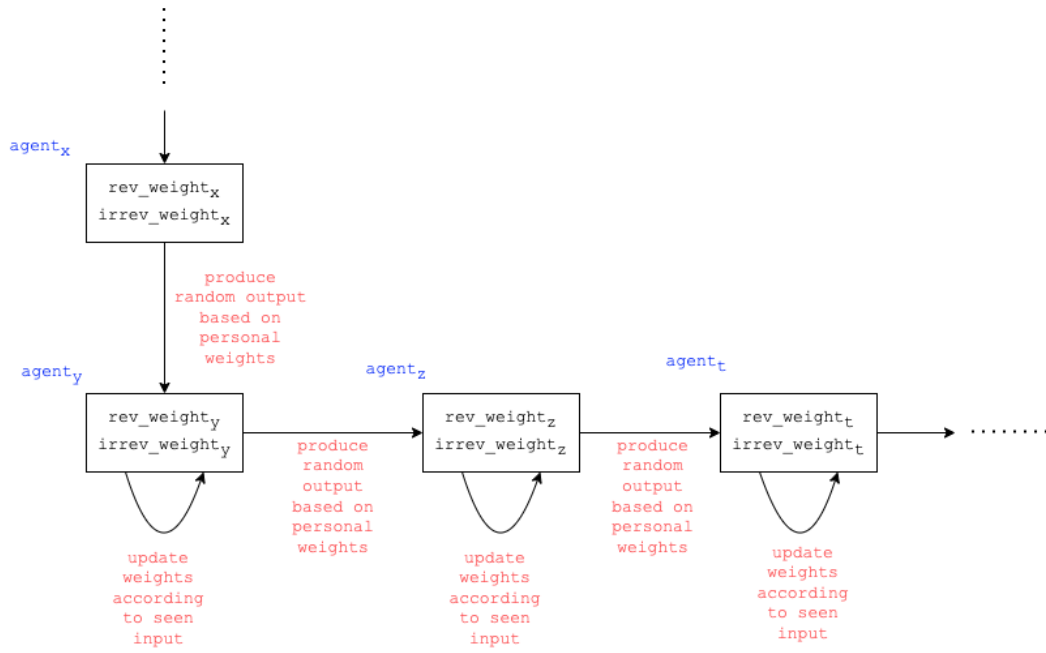 agentx
rev_weightx
irrev_weightx
produce
random output
based on
personal
weights
agenty
agentz
agentt
rev_weighty
irrev_weighty
rev_weightz
irrev_weightz
rev_weightt
irrev_weightt
produce
random
output
based on
personal
weights
produce
random
output
based on
personal
weights
update
weights
according
to seen
input
update
weights
according
to seen
input
update
weights
according
to seen
input